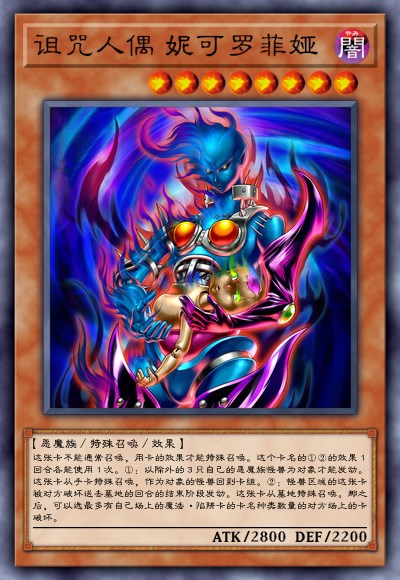 诅咒人偶 妮可罗菲娅
やみ
闇
【恶魔族／特殊召唤／效果】
这张卡不能通常召唤，用卡的效果才能特殊召唤。这个卡名的①②的效果1
回合各能使用1次。①：以除外的3只自己的恶魔族怪兽为对象才能发动。
这张卡从手卡特殊召唤，作为对象的怪兽回到卡组。②：怪兽区域的这张卡
被对方破坏送去墓地的回合的结束阶段发动。这张卡从墓地特殊召唤。那之
后，可以选最多有自己场上的魔法·陷阱卡的卡名种类数量的对方场上的卡
破坏。
ATK/2800 DEF/2200